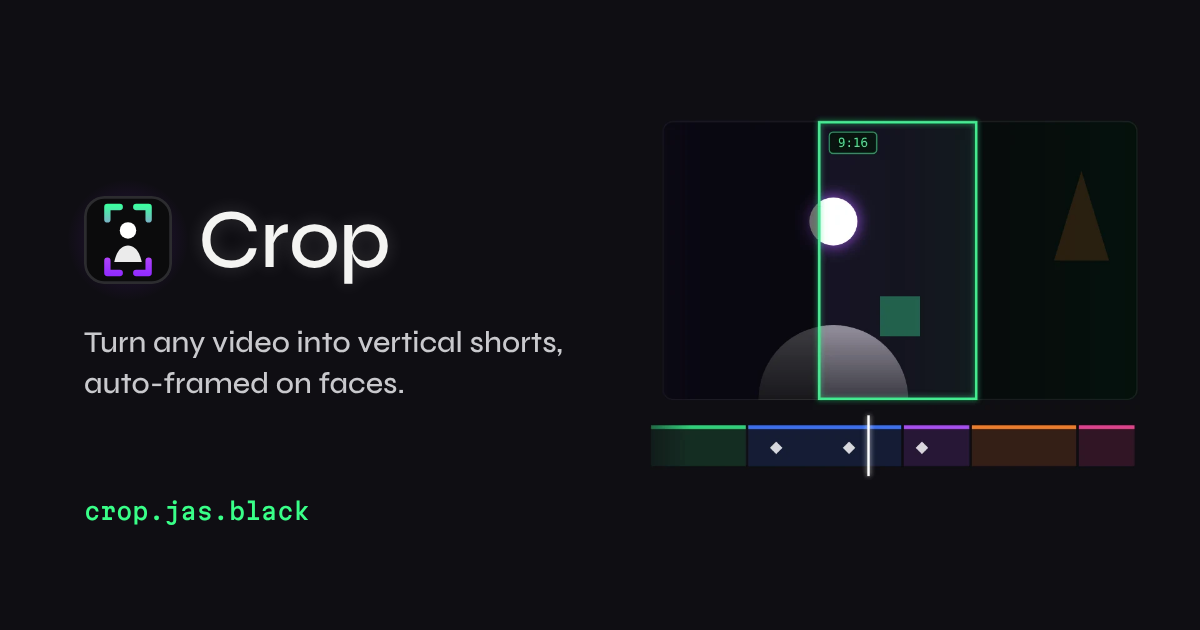 Crop
Turn any video into vertical shorts,
auto-framed on faces.
crop.jas.black
9:16